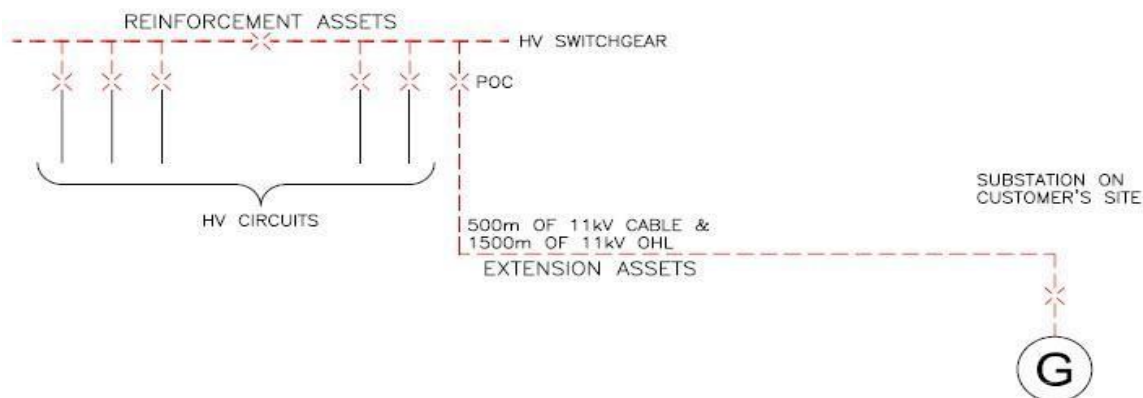 REINFORCEMENT ASSETS
HV SWITCHGEAR
POC
HV CIRCUITS
SUBSTATION ON
CUSTOMER'S SITE
500m OF 11kV CABLE &
1500m OF 11kV OHL
EXTENSION ASSETS
G